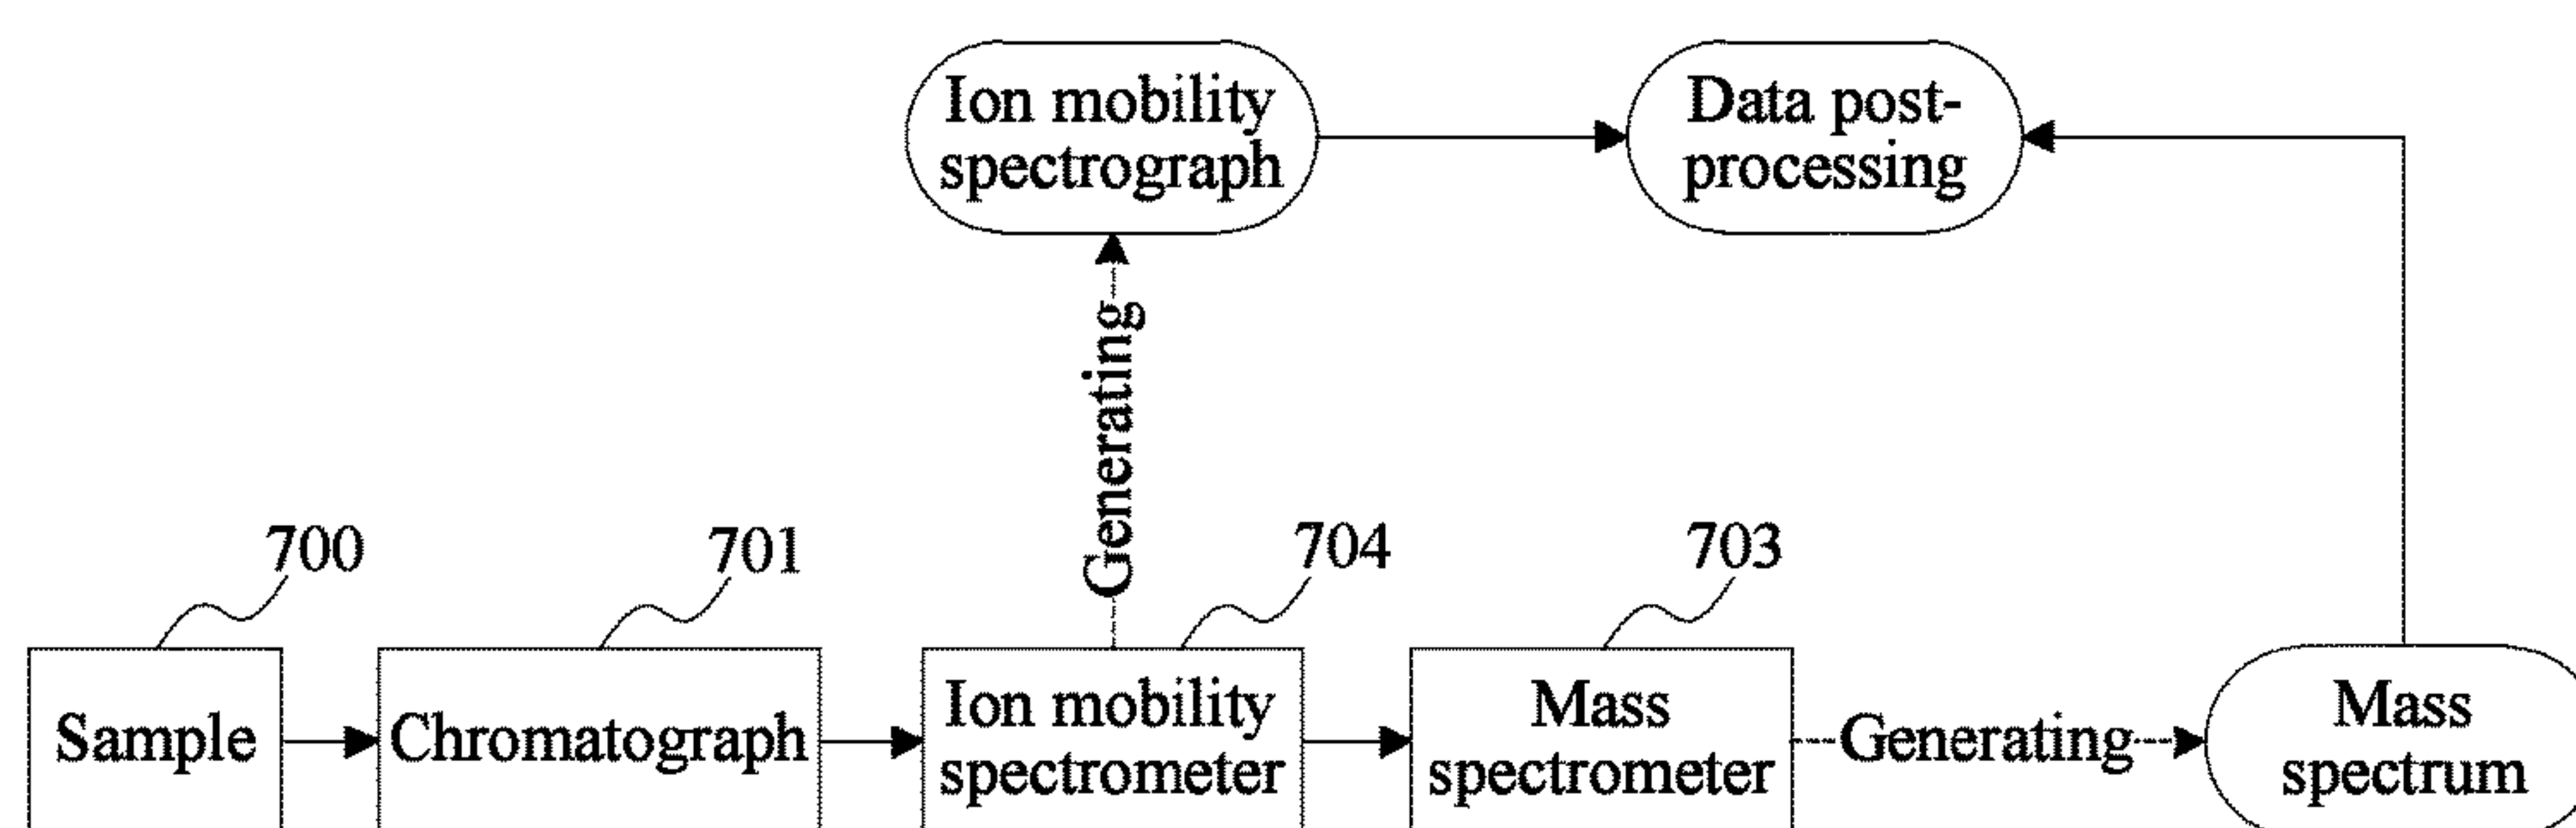 Ion mobility
spectrograph
Data post-
processing
Generating
700
701
704
703
Sample
Chromatograph
Ion mobility
spectrometer
Mass
spectrometer
Generating
Mass
spectrum